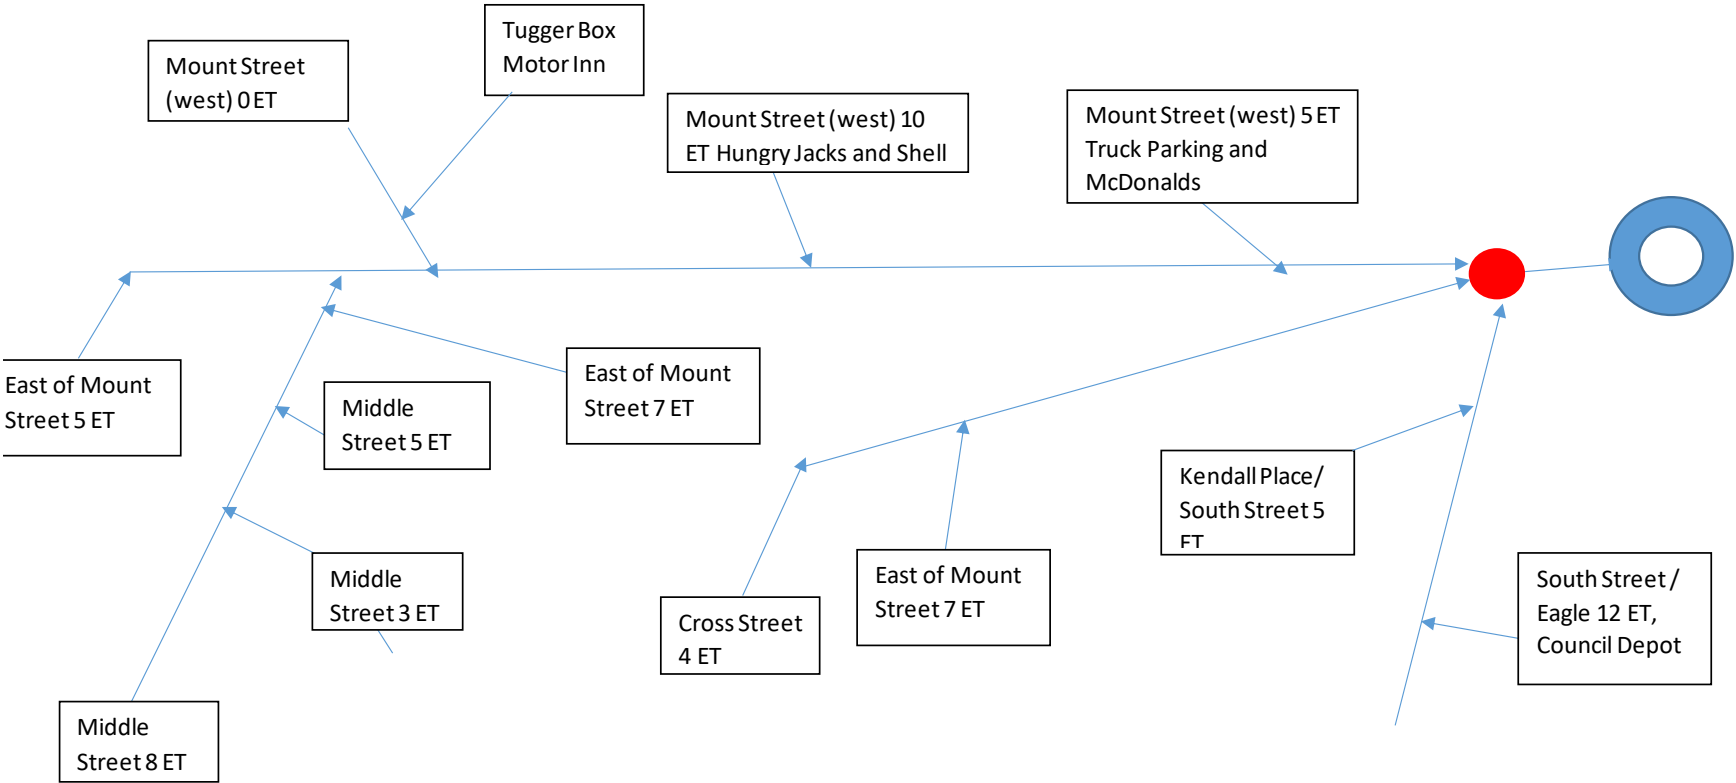 Tugger Box
Motor Inn
Mount Street
(west) 0 ET
Mount Street (west) 10
ET Hungry Jacks and Shell
Mount Street (west) 5 ET
Truck Parking and
McDonalds
East of Mount
Street 5 ET
Middle
Street 5 ET
East of Mount
Street 7 ET
Middle
Street 3 ET
Middle
Street 8 ET
Cross Street
4 ET
East of Mount
Street 7 ET
Kendall Place/
South Street 5
ET
South Street /
Eagle 12 ET,
Council Depot